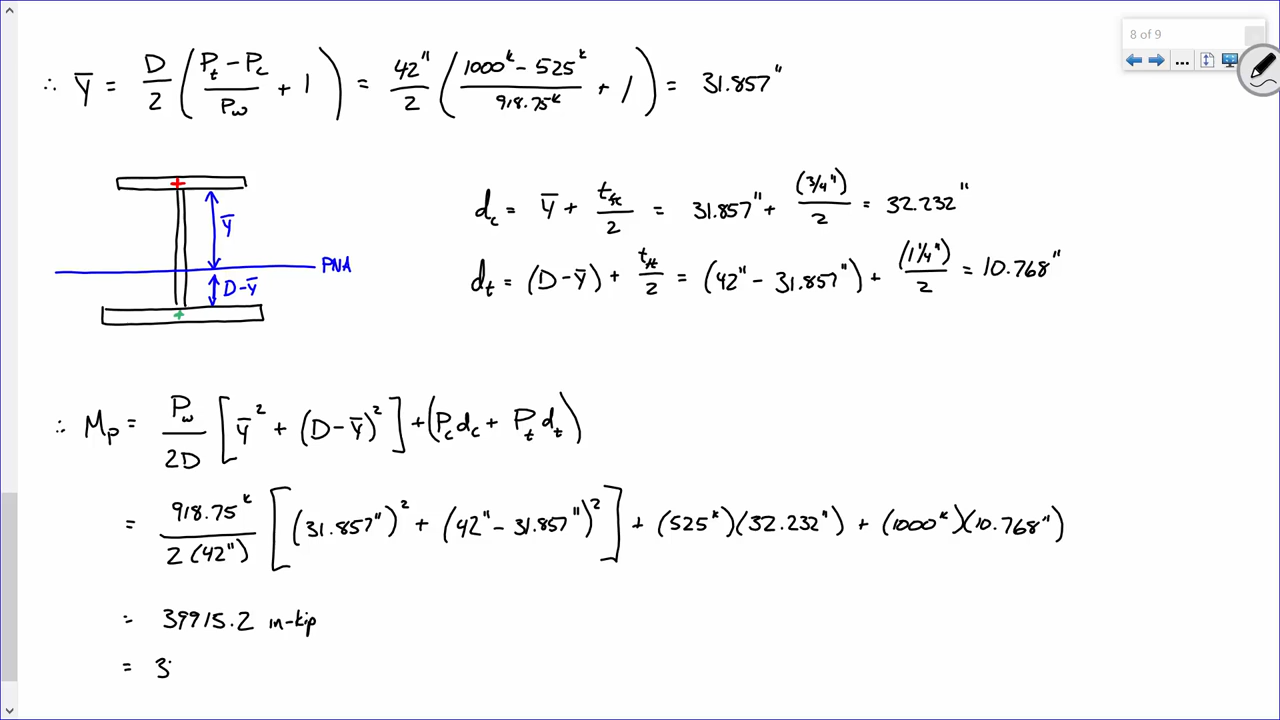 8 of 9
∴ Ȳ = D/2 (Pt - Pc / Pw + 1) = 42"/2 (1000ᵏ - 525ᵏ / 918.75ᵏ + 1) = 31.857"
Ȳ
PNA
D-Ȳ
dc = Ȳ + tfc/2 = 31.857" + (3/4")/2 = 32.232"
dt = (D-Ȳ) + tft/2 = (42" - 31.857") + (1 1/4")/2 = 10.768"
∴ Mp = Pw/2D [Ȳ² + (D-Ȳ)²] + (Pc dc + Pt dt)
= 918.75ᵏ/2(42") [(31.857")² + (42" - 31.857")²] + (525ᵏ)(32.232") + (1000ᵏ)(10.768")
= 39915.2 in-kip
= 3